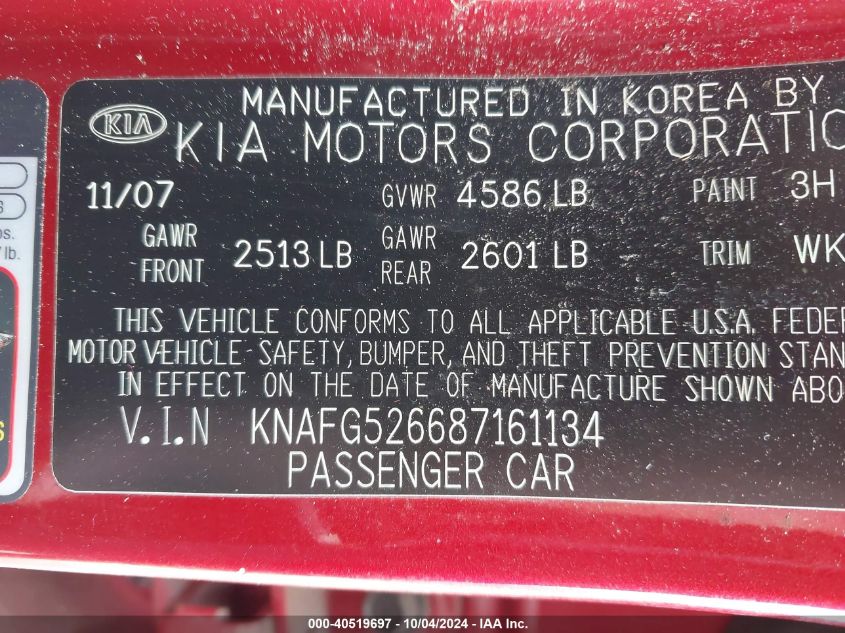 MANUFACTURED IN KOREA BY
KIA KIA MOTORS CORPORATIO
11/07 GVWR 4586 LB PAINT 3H
GAWR FRONT 2513 LB GAWR REAR 2601 LB TRIM WK
THIS VEHICLE CONFORMS TO ALL APPLICABLE U.S.A. FEDER
MOTOR VEHICLE SAFETY, BUMPER, AND THEFT PREVENTION STAN
IN EFFECT ON THE DATE OF MANUFACTURE SHOWN ABO
V.I.N KNAFG526687161134
PASSENGER CAR
lb.
000-40519697 - 10/04/2024 - IAA Inc.